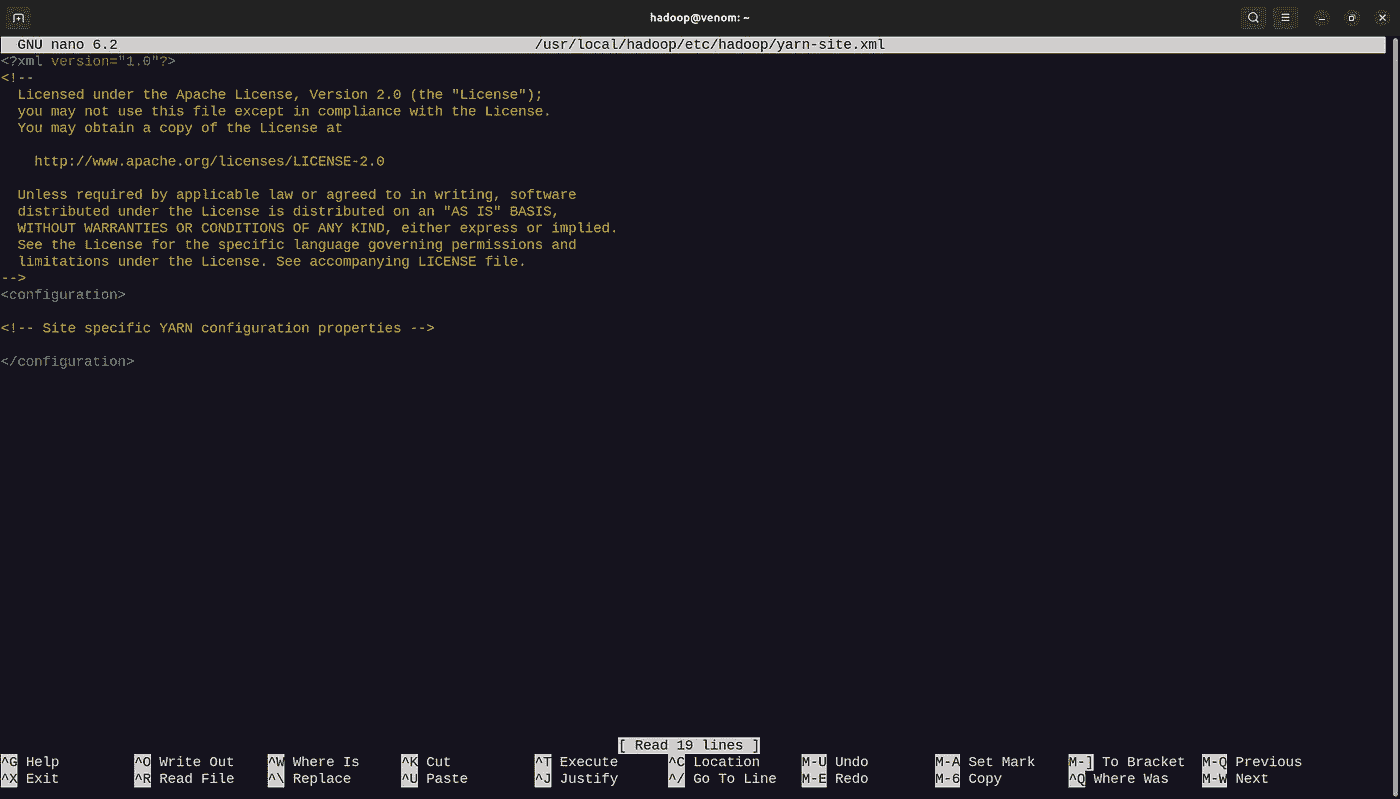 hadoop@venom: ~
GNU nano 6.2 /usr/local/hadoop/etc/hadoop/yarn-site.xml
<?xml version="1.0"?>
<!--
  Licensed under the Apache License, Version 2.0 (the "License");
  you may not use this file except in compliance with the License.
  You may obtain a copy of the License at
    http://www.apache.org/licenses/LICENSE-2.0
  Unless required by applicable law or agreed to in writing, software
  distributed under the License is distributed on an "AS IS" BASIS,
  WITHOUT WARRANTIES OR CONDITIONS OF ANY KIND, either express or implied.
  See the License for the specific language governing permissions and
  limitations under the License. See accompanying LICENSE file.
-->
<configuration>
<!-- Site specific YARN configuration properties -->
</configuration>
[ Read 19 lines ]
^G Help ^O Write Out ^W Where Is ^K Cut ^T Execute ^C Location M-U Undo M-A Set Mark M-] To Bracket M-Q Previous
^X Exit ^R Read File ^\ Replace ^U Paste ^J Justify ^/ Go To Line M-E Redo M-6 Copy ^Q Where Was M-W Next